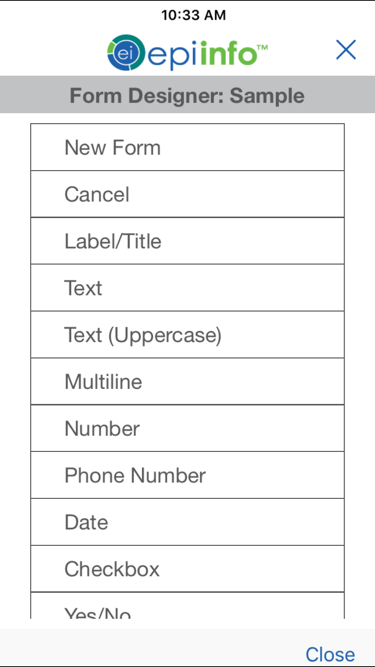 10:33 AM
ei epiinfo™
Form Designer: Sample
New Form
Cancel
Label/Title
Text
Text (Uppercase)
Multiline
Number
Phone Number
Date
Checkbox
Yes/No
Close